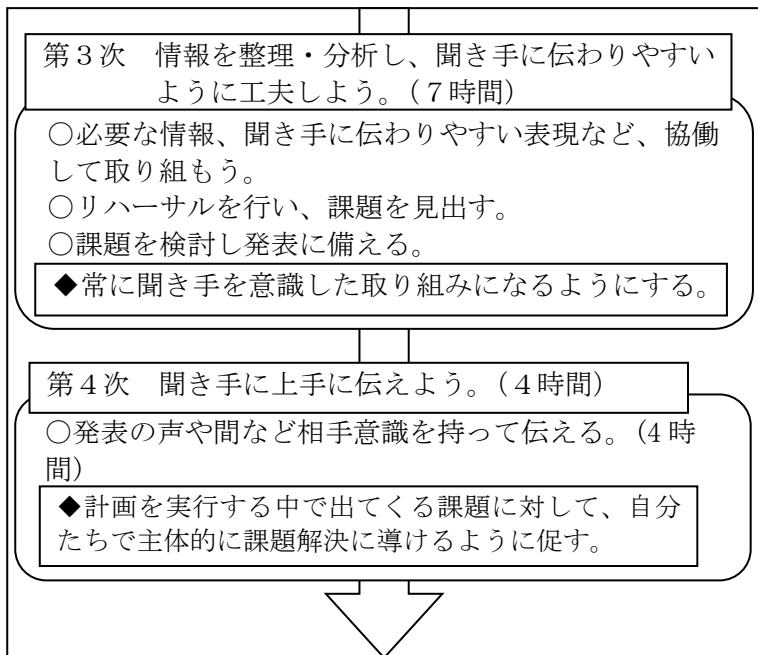 第３次　情報を整理・分析し、聞き手に伝わりやすい
ように工夫しよう。（７時間）
○必要な情報、聞き手に伝わりやすい表現など、協働
して取り組もう。
○リハーサルを行い、課題を見出す。
○課題を検討し発表に備える。
◆常に聞き手を意識した取り組みになるようにする。
第４次　聞き手に上手に伝えよう。（４時間）
○発表の声や間など相手意識を持って伝える。（4 時
間）
◆計画を実行する中で出てくる課題に対して、自分
たちで主体的に課題解決に導けるように促す。